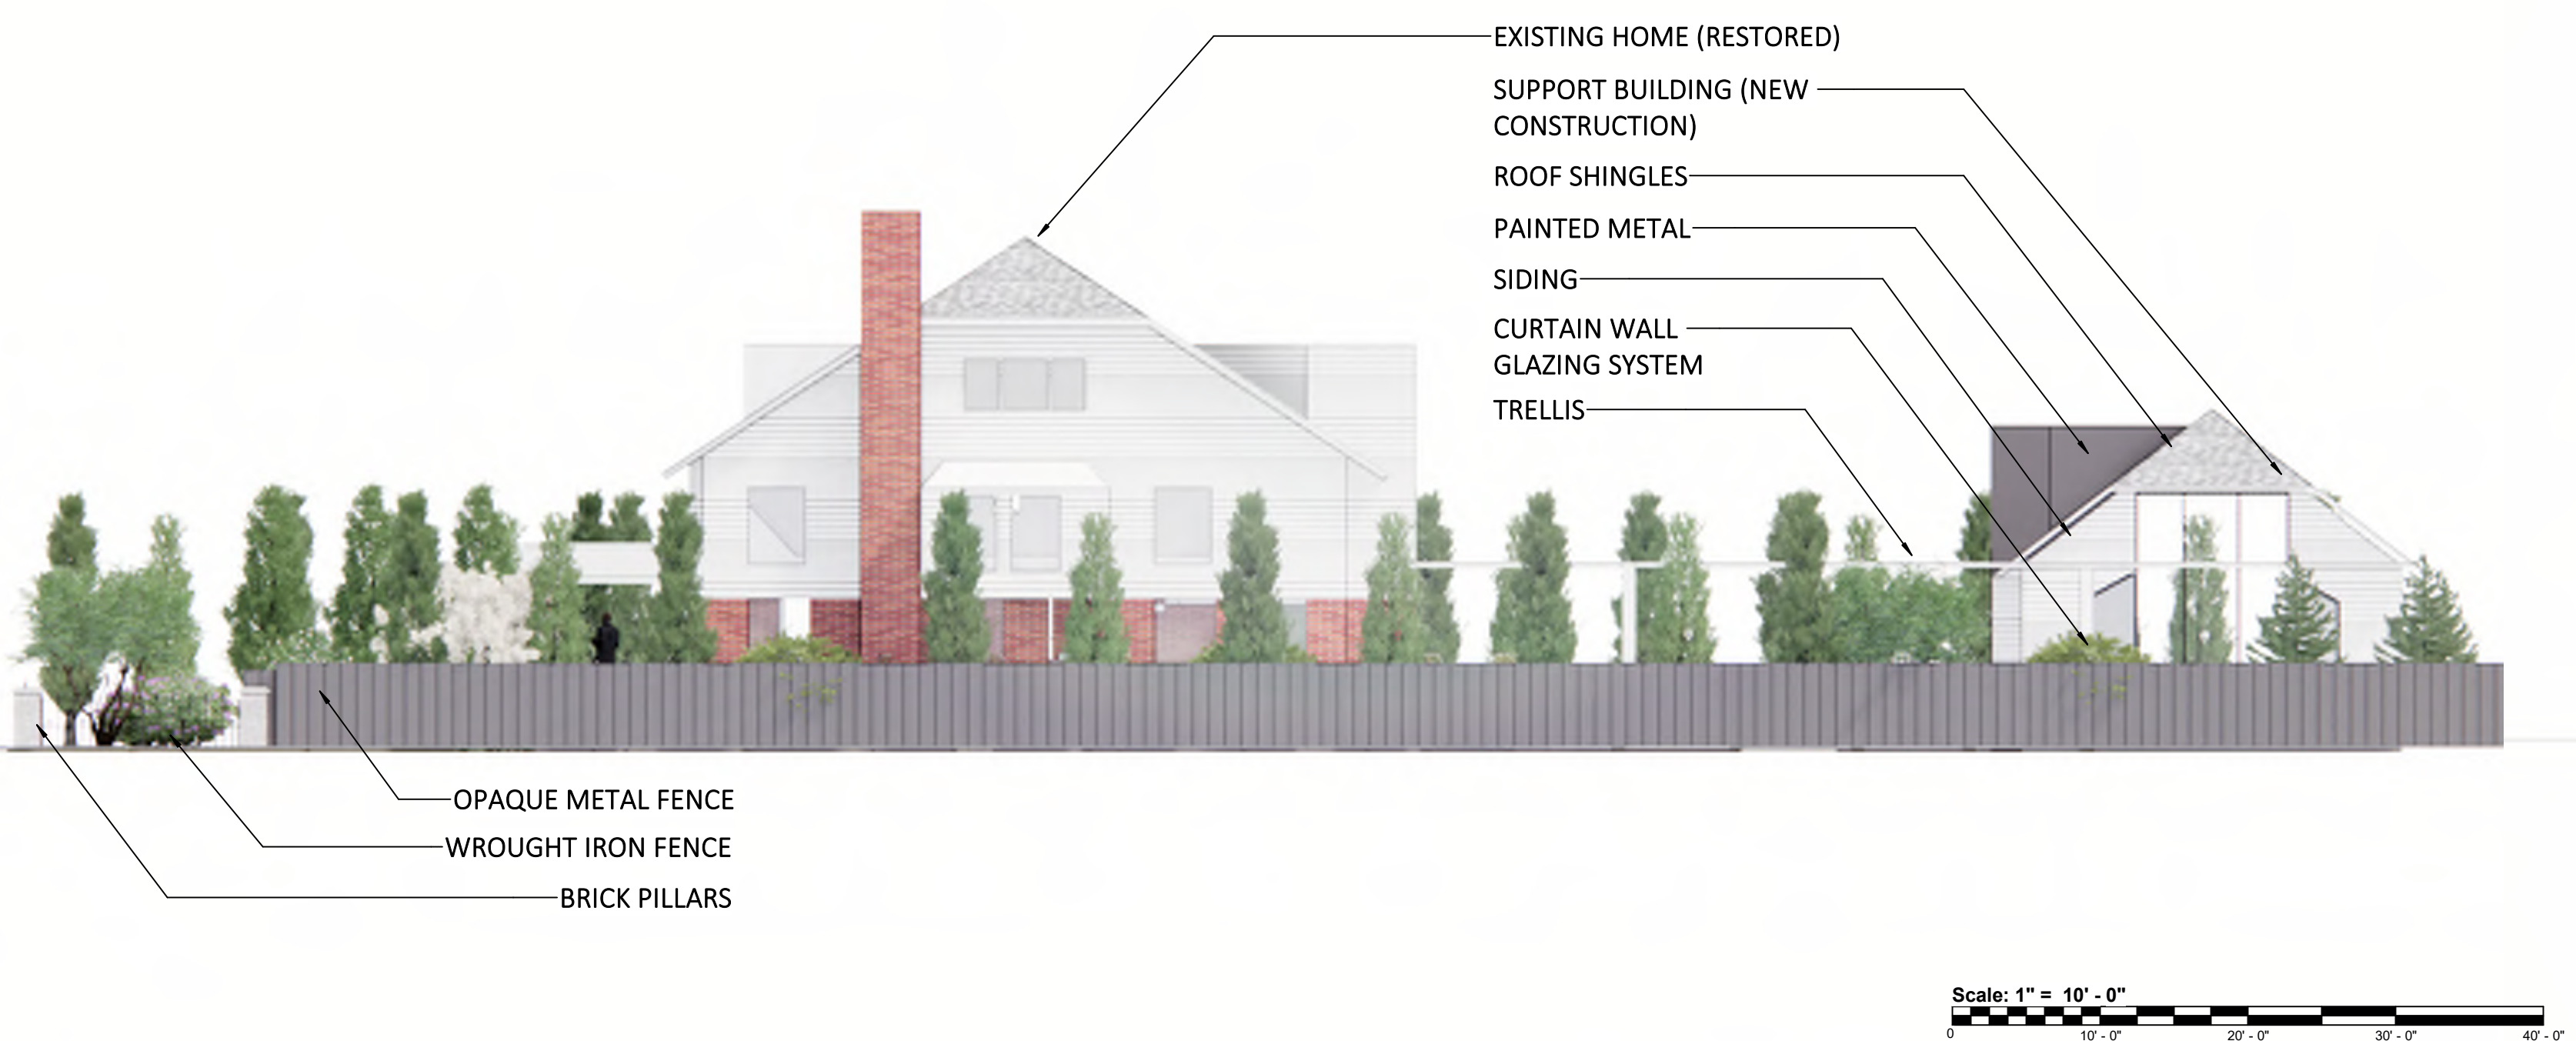 EXISTING HOME (RESTORED)
SUPPORT BUILDING (NEW
CONSTRUCTION)
ROOF SHINGLES
PAINTED METAL
SIDING
CURTAIN WALL
GLAZING SYSTEM
TRELLIS
OPAQUE METAL FENCE
WROUGHT IRON FENCE
BRICK PILLARS
Scale: 1" = 10' - 0"
0 10' - 0" 20' - 0" 30' - 0" 40' - 0"